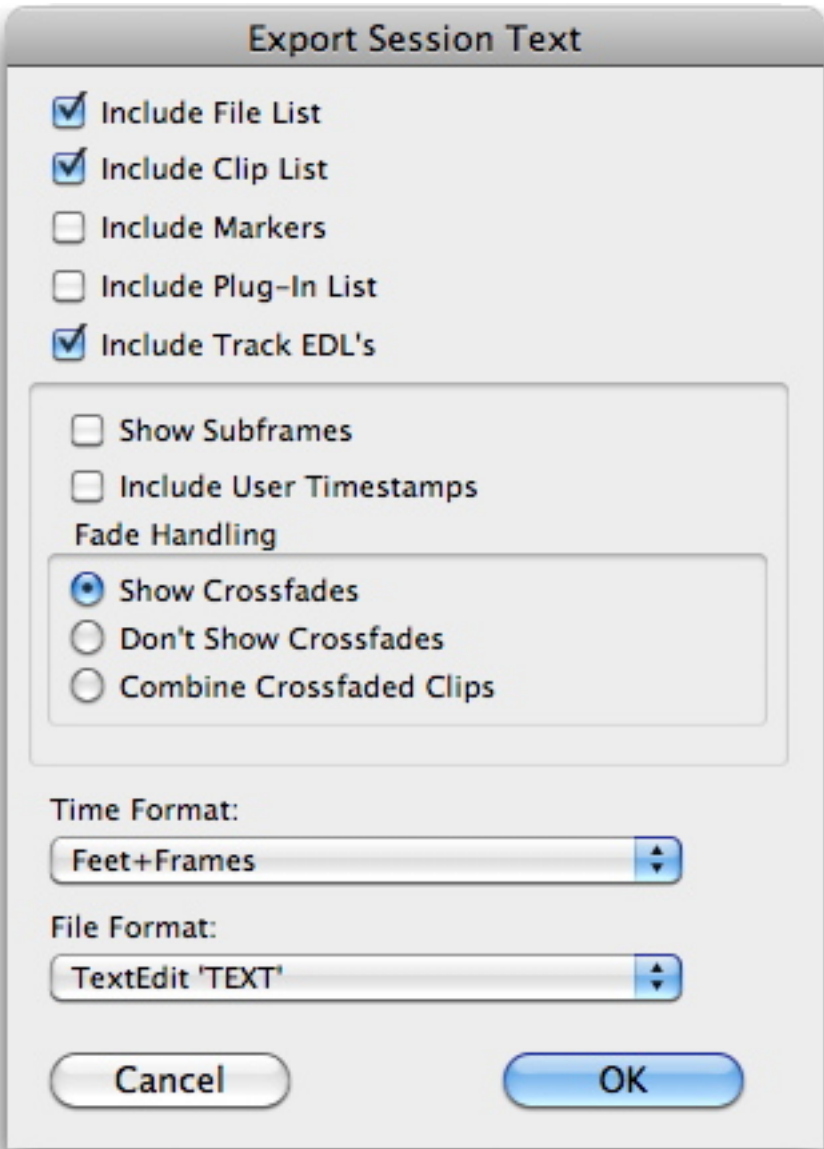 Export Session Text
Include File List
Include Clip List
Include Markers
Include Plug-In List
Include Track EDL's
Show Subframes
Include User Timestamps
Fade Handling
Show Crossfades
Don't Show Crossfades
Combine Crossfaded Clips
Time Format:
Feet+Frames
File Format:
TextEdit 'TEXT'
Cancel OK